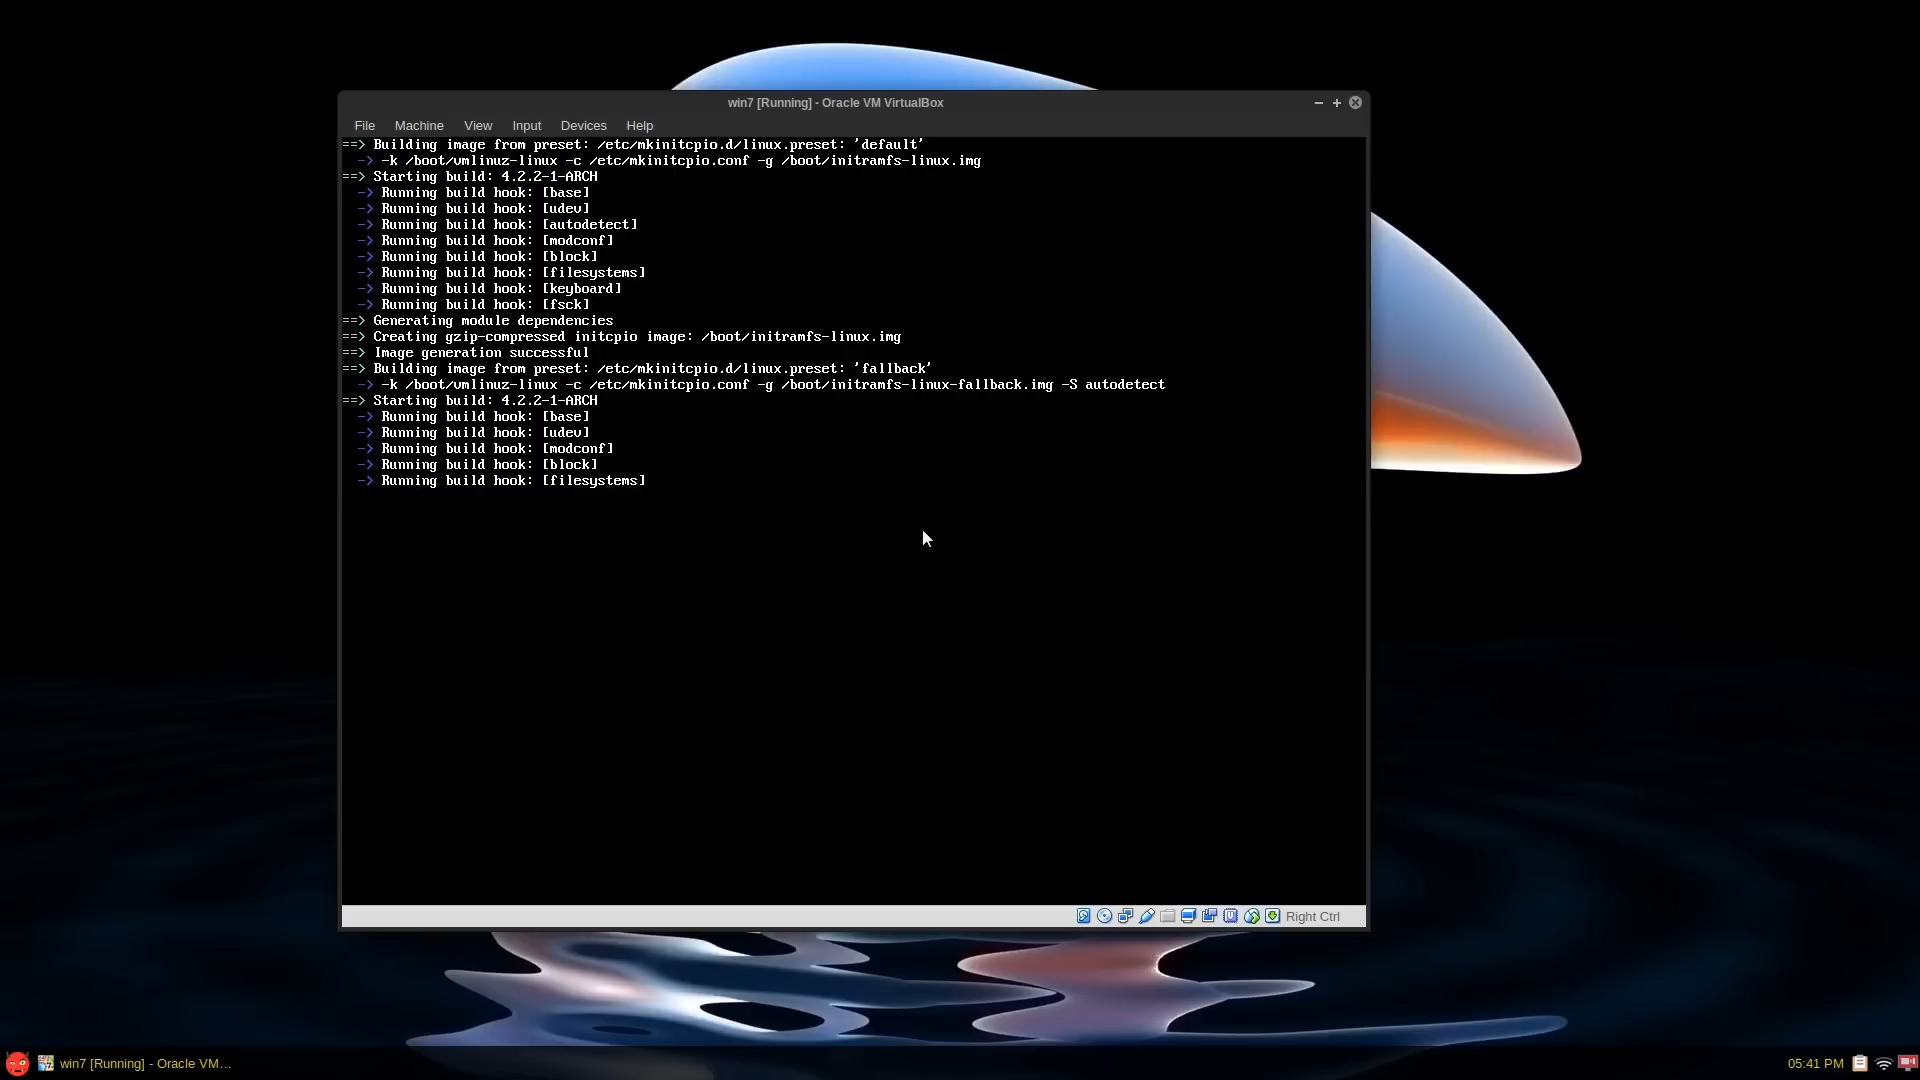 win7 [Running] - Oracle VM VirtualBox
File Machine View Input Devices Help
==> Building image from preset: /etc/mkinitcpio.d/linux.preset: 'default'
-> -k /boot/vmlinuz-linux -c /etc/mkinitcpio.conf -g /boot/initramfs-linux.img
==> Starting build: 4.2.2-1-ARCH
-> Running build hook: [base]
-> Running build hook: [udev]
-> Running build hook: [autodetect]
-> Running build hook: [modconf]
-> Running build hook: [block]
-> Running build hook: [filesystems]
-> Running build hook: [keyboard]
-> Running build hook: [fsck]
==> Generating module dependencies
==> Creating gzip-compressed initcpio image: /boot/initramfs-linux.img
==> Image generation successful
==> Building image from preset: /etc/mkinitcpio.d/linux.preset: 'fallback'
-> -k /boot/vmlinuz-linux -c /etc/mkinitcpio.conf -g /boot/initramfs-linux-fallback.img -S autodetect
==> Starting build: 4.2.2-1-ARCH
-> Running build hook: [base]
-> Running build hook: [udev]
-> Running build hook: [modconf]
-> Running build hook: [block]
-> Running build hook: [filesystems]
Right Ctrl
win7 [Running] - Oracle VM...
05:41 PM